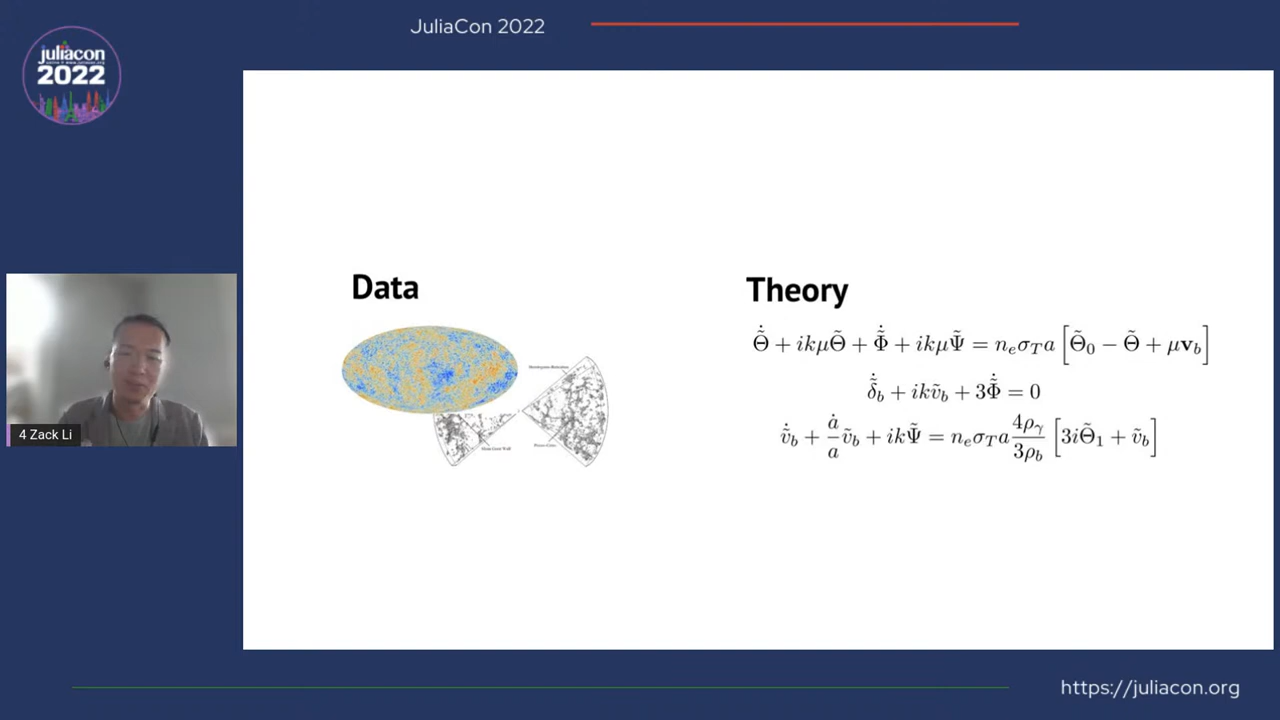 JuliaCon 2022
juliacon
2022
Data
Theory
$\dot{\tilde{\Theta}} + ik\mu\tilde{\Theta} + \dot{\tilde{\Phi}} + ik\mu\tilde{\Psi} = n_e\sigma_T a\left[\tilde{\Theta}_0 - \tilde{\Theta} + \mu\mathbf{v}_b\right]$
$\dot{\tilde{\delta}}_b + ik\tilde{v}_b + 3\dot{\tilde{\Phi}} = 0$
$\dot{\tilde{v}}_b + \frac{\dot{a}}{a}\tilde{v}_b + ik\tilde{\Psi} = n_e\sigma_T a\frac{4\rho_\gamma}{3\rho_b}\left[3i\tilde{\Theta}_1 + \tilde{v}_b\right]$
4 Zack Li
https://juliacon.org